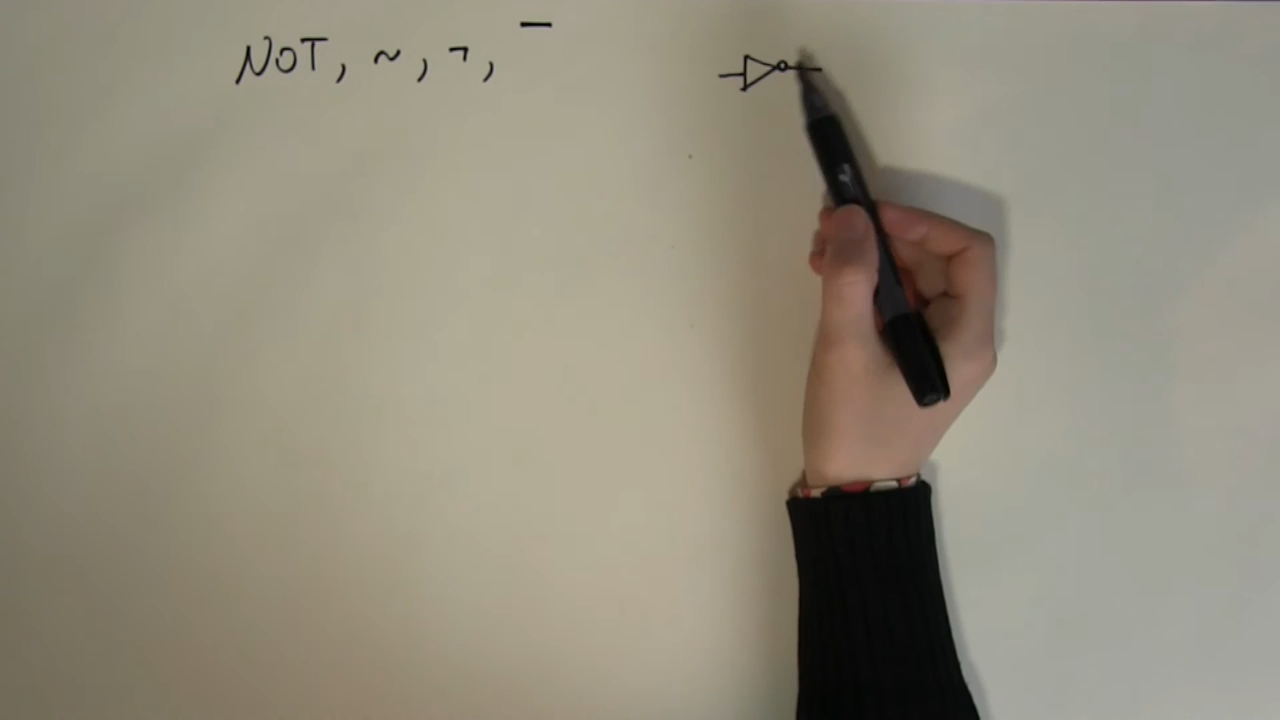 NOT, ~, ¬, ‾